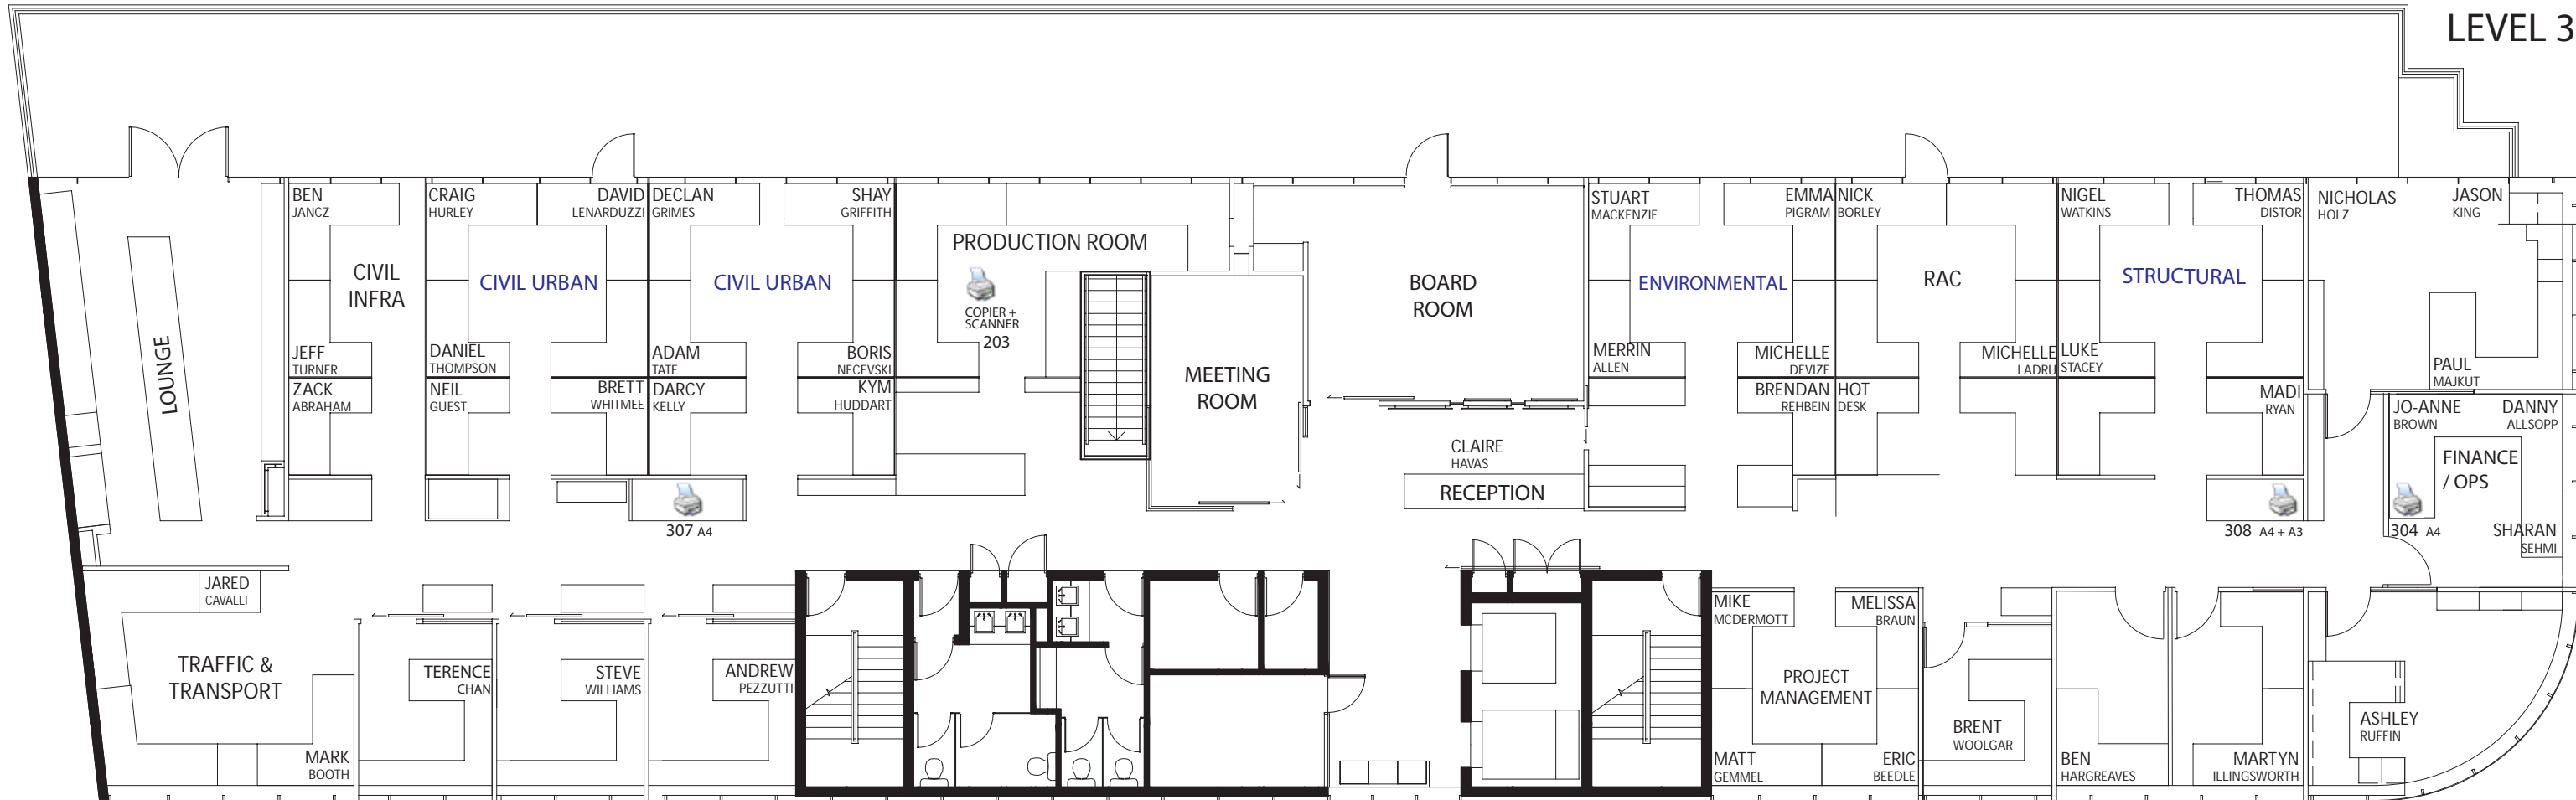 LEVEL 3
BEN
JANCZ
CRAIG
HURLEY
DAVID
LENARDUZZI
DECLAN
GRIMES
SHAY
GRIFFITH
STUART
MACKENZIE
EMMA
PIGRAM
NICK
BORLEY
NIGEL
WATKINS
THOMAS
DISTOR
NICHOLAS
HOLZ
JASON
KING
CIVIL
INFRA
CIVIL URBAN
CIVIL URBAN
PRODUCTION ROOM
COPIER +
SCANNER
203
BOARD
ROOM
ENVIRONMENTAL
RAC
STRUCTURAL
LOUNGE
JEFF
TURNER
DANIEL
THOMPSON
ADAM
TATE
BORIS
NECEVSKI
MEETING
ROOM
MERRIN
ALLEN
MICHELLE
DEVIZE
MICHELLE
LADRU
LUKE
STACEY
PAUL
MAJKUT
ZACK
ABRAHAM
NEIL
GUEST
BRETT
WHITMEE
DARCY
KELLY
KYM
HUDDART
BRENDAN
REHBEIN
HOT
DESK
MADI
RYAN
JO-ANNE
BROWN
DANNY
ALLSOPP
CLAIRE
HAVAS
RECEPTION
FINANCE
/ OPS
307 A4
308 A4 + A3
304 A4
SHARAN
SEHMI
JARED
CAVALLI
TRAFFIC &
TRANSPORT
TERENCE
CHAN
STEVE
WILLIAMS
ANDREW
PEZZUTTI
MARK
BOOTH
MIKE
MCDERMOTT
MELISSA
BRAUN
PROJECT
MANAGEMENT
MATT
GEMMEL
ERIC
BEEDLE
BRENT
WOOLGAR
BEN
HARGREAVES
MARTYN
ILLINGSWORTH
ASHLEY
RUFFIN